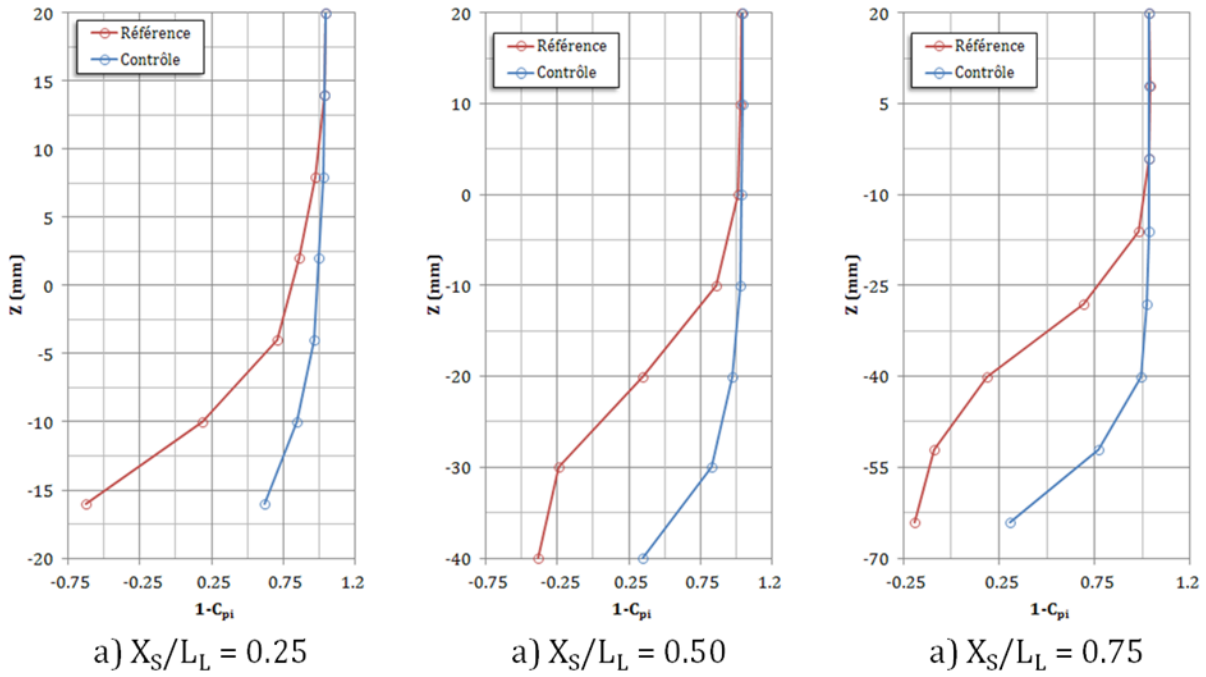 Référence
Contrôle
20
15
10
5
0
-5
-10
-15
-20
Z (mm)
-0.75
-0.25
0.25
0.75
1.2
1-Cpi
a) XS/LL = 0.25
Référence
Contrôle
20
10
0
-10
-20
-30
-40
Z (mm)
-0.75
-0.25
0.25
0.75
1.2
1-Cpi
a) XS/LL = 0.50
Référence
Contrôle
20
5
-10
-25
-40
-55
-70
Z (mm)
-0.25
0.25
0.75
1.2
1-Cpi
a) XS/LL = 0.75